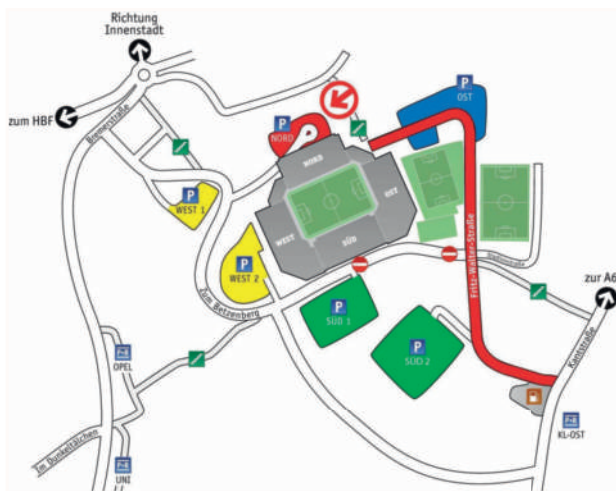 Richtung
Innenstadt
zum HBF
Bremerstraße
P
OST
P
NORD
NORD
OST
WEST
SÜD
P
WEST 1
P
WEST 2
Zum Betzenberg
Fritz-Walter-Straße
zur A6
Kantstraße
P
SÜD 1
P
SÜD 2
OPEL
KL-OST
Im Dunkeltälchen
UNI